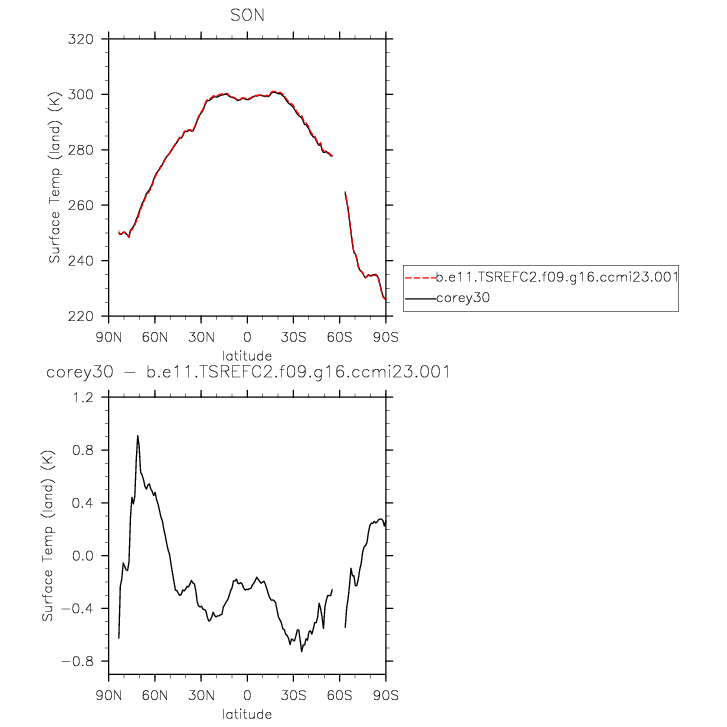 SON
320
300
280
260
240
220
Surface Temp (land) (K)
90N 60N 30N 0 30S 60S 90S
latitude
b.e11.TSREFC2.f09.g16.ccmi23.001
corey30
corey30 − b.e11.TSREFC2.f09.g16.ccmi23.001
1.2
0.8
0.4
0.0
−0.4
−0.8
Surface Temp (land) (K)
90N 60N 30N 0 30S 60S 90S
latitude